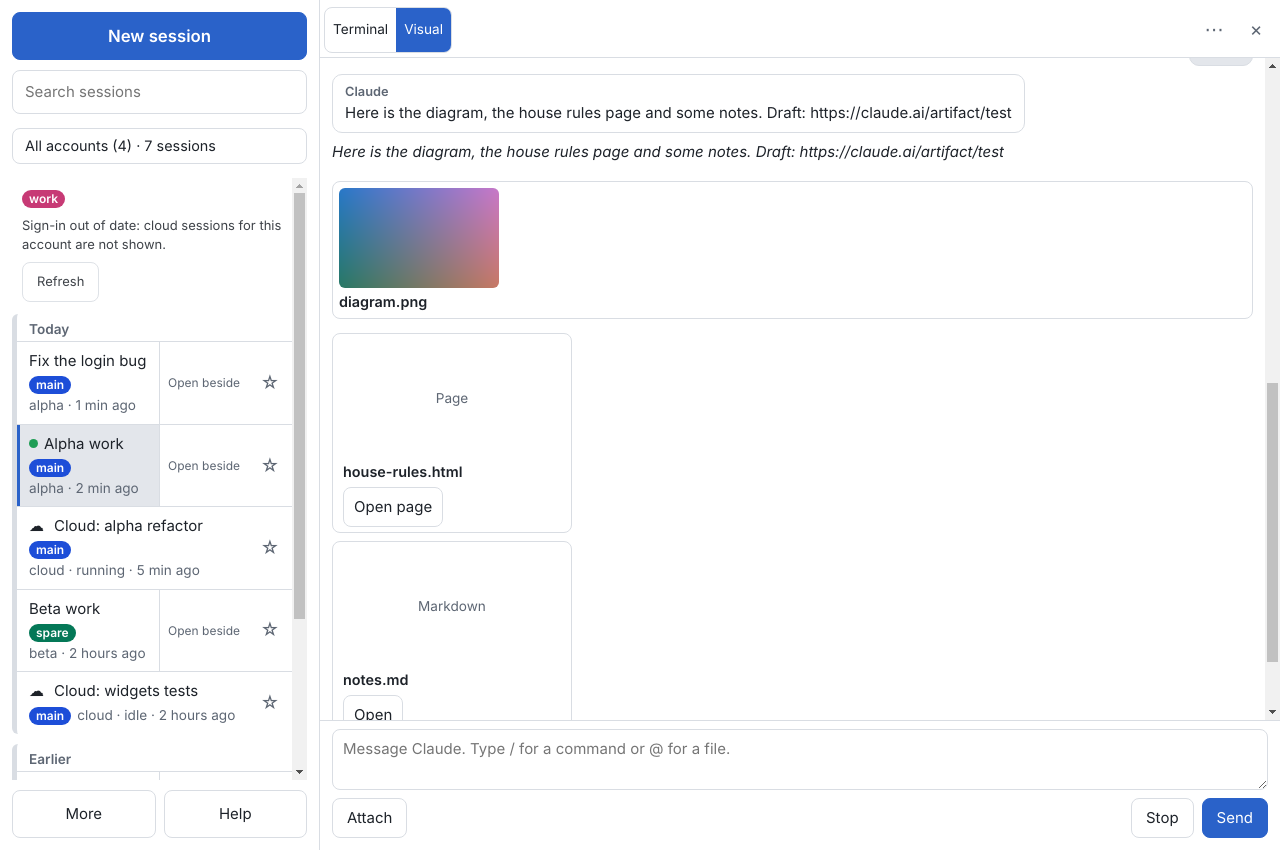 New session
Search sessions
All accounts (4) · 7 sessions
work
Sign-in out of date: cloud sessions for this
account are not shown.
Refresh
Today
Fix the login bug
main
alpha · 1 min ago
Open beside
Alpha work
main
alpha · 2 min ago
Open beside
Cloud: alpha refactor
main
cloud · running · 5 min ago
Beta work
spare
beta · 2 hours ago
Open beside
Cloud: widgets tests
main cloud · idle · 2 hours ago
Earlier
More Help
Terminal Visual
Claude
Here is the diagram, the house rules page and some notes. Draft: https://claude.ai/artifact/test
Here is the diagram, the house rules page and some notes. Draft: https://claude.ai/artifact/test
diagram.png
Page
house-rules.html
Open page
Markdown
notes.md
Open
Message Claude. Type / for a command or @ for a file.
Attach Stop Send